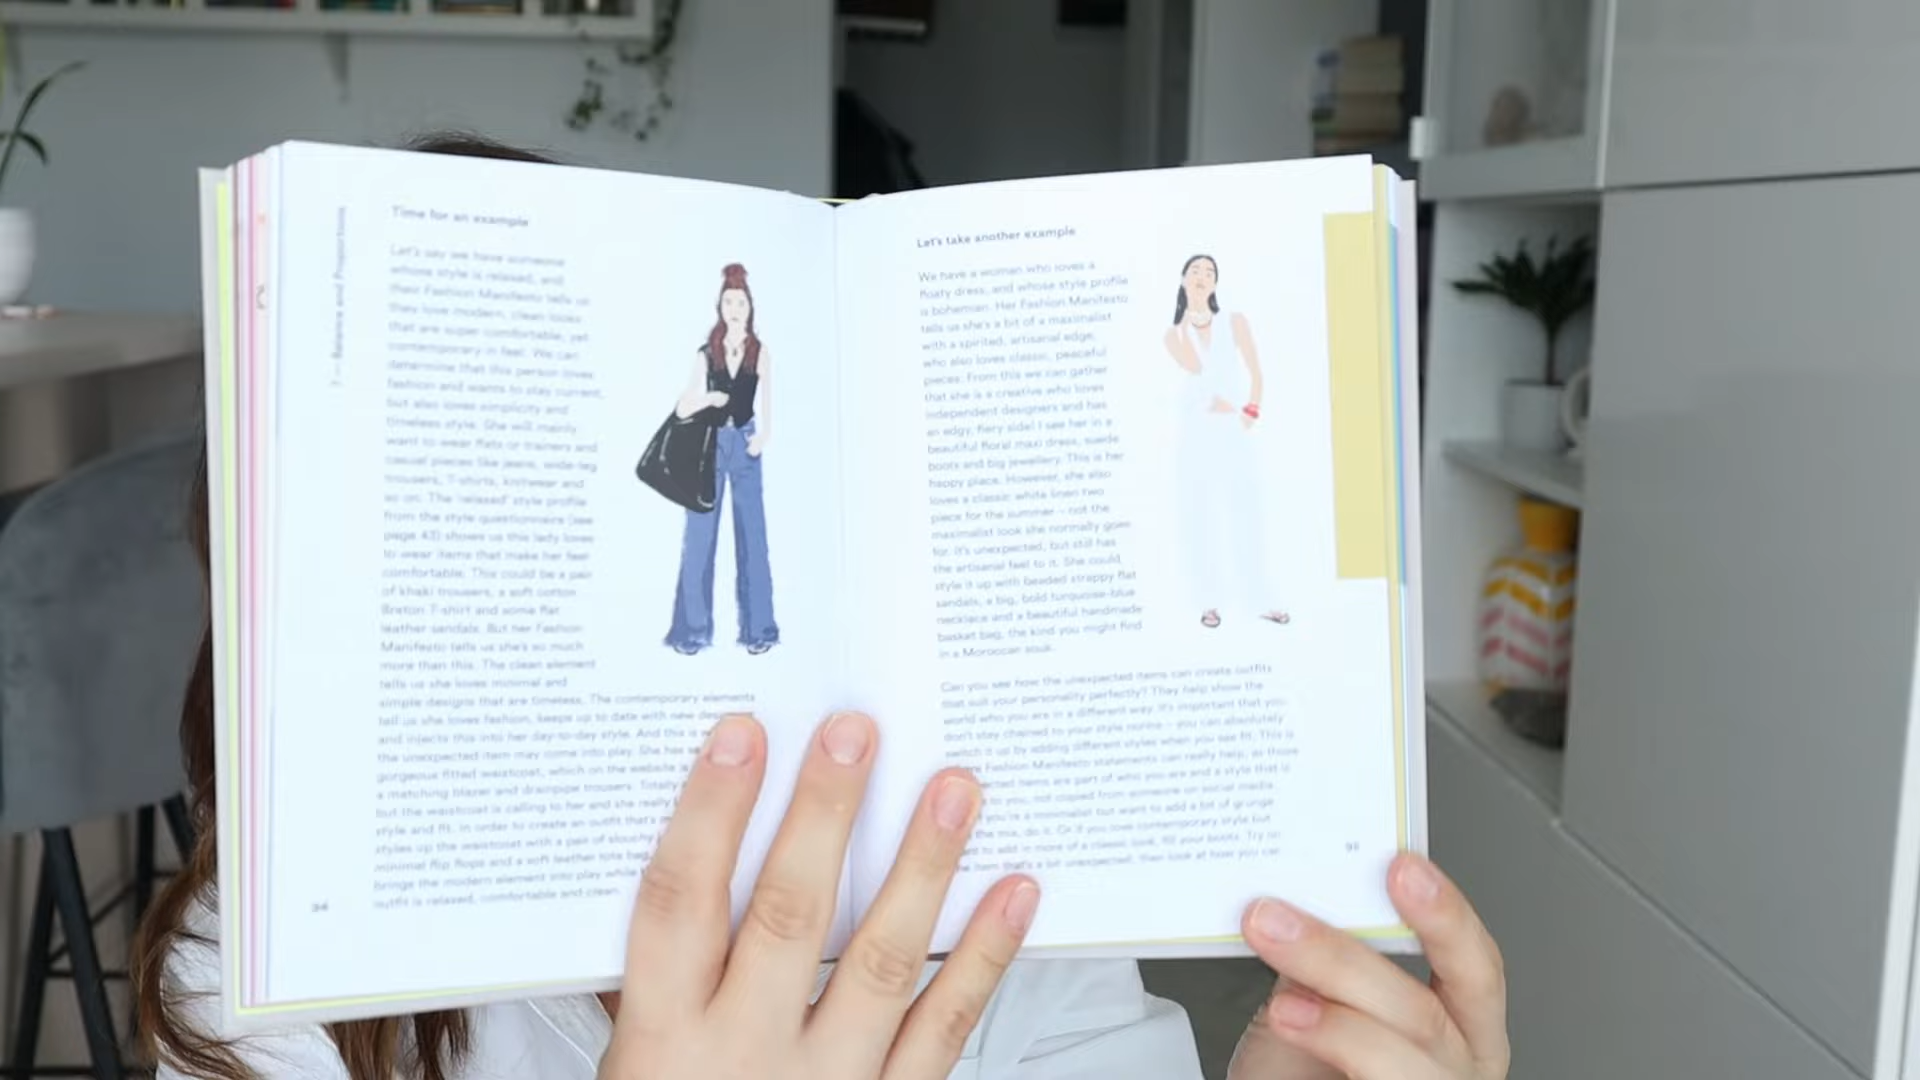 Time for an example
Let's say we have someone
whose style is relaxed, and
their Fashion Manifesto tells us
they love modern, clean looks
that are super comfortable, yet
contemporary in feel. We can
determine that this person loves
fashion and wants to stay current,
but also loves simplicity and
timeless style. She will mainly
want to wear flats or trainers and
casual pieces like jeans, wide-leg
trousers, T-shirts, knitwear and
so on. The 'relaxed' style profile
from the style questionnaire (see
page 43) shows us this lady loves
to wear items that make her feel
comfortable. This could be a pair
of khaki trousers, a soft cotton
Breton T-shirt and some flat
leather sandals. But her Fashion
Manifesto tells us she's so much
more than this. The clean element
tells us she loves minimal and
simple designs that are timeless. The contemporary elements
tell us she loves fashion, keeps up to date with new
and injects this into her day-to-day style. And this is
the unexpected item may come into play. She has
gorgeous fitted waistcoat, which on the website is
a matching blazer and drainpipe trousers. Totally
but the waistcoat is calling to her and she really
style and fit. In order to create an outfit that's
styles up the waistcoat with a pair of slouchy
minimal flip flops and a soft leather tote bag.
brings the modern element into play while
outfit is relaxed, comfortable and clean.
Balance and Proportions
Let's take another example
We have a woman who loves a
floaty dress, and whose style profile
is bohemian. Her Fashion Manifesto
tells us she's a bit of a maximalist
with a spirited, artisanal edge,
who also loves classic, peaceful
pieces. From this we can gather
that she is a creative who loves
independent designers and has
an edgy, fiery side! I see her in a
beautiful floral maxi dress, suede
boots and big jewellery. This is her
happy place. However, she also
loves a classic white linen two
piece for the summer – not the
maximalist look she normally goes
for. It's unexpected, but still has
the artisanal feel to it. She could
style it up with beaded strappy flat
sandals, a big, bold turquoise-blue
necklace and a beautiful handmade
basket bag, the kind you might find
in a Moroccan souk.
Can you see how the unexpected items can create outfits
that suit your personality perfectly? They help show the
world who you are in a different way. It's important that you
don't stay chained to your style norms – you can absolutely
switch it up by adding different styles when you see fit. This is
Fashion Manifesto statements can really help, as those
items are part of who you are and a style that is
to you, not copied from someone on social media.
you're a minimalist but want to add a lot of grunge
the mix, do it. Or if you love contemporary style but
to add in more of a classic look, fill your boots. Try on
item that's a bit unexpected, then look at how you can